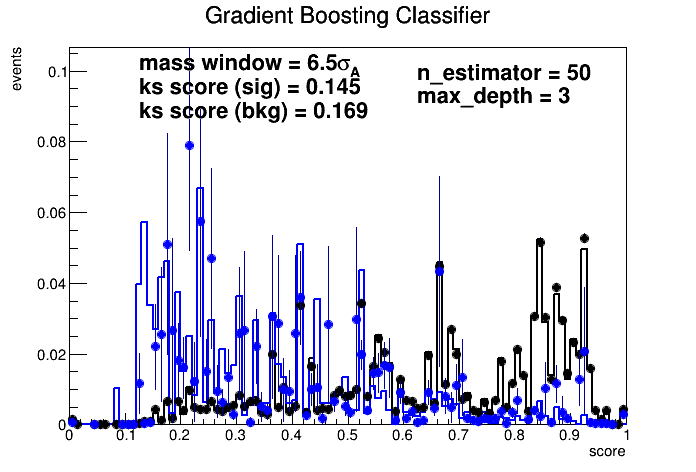 Gradient Boosting Classifier
events
mass window = 6.5σA
ks score (sig) = 0.145
ks score (bkg) = 0.169
n_estimator = 50
max_depth = 3
0.1
0.08
0.06
0.04
0.02
0
0 0.1 0.2 0.3 0.4 0.5 0.6 0.7 0.8 0.9 1
score